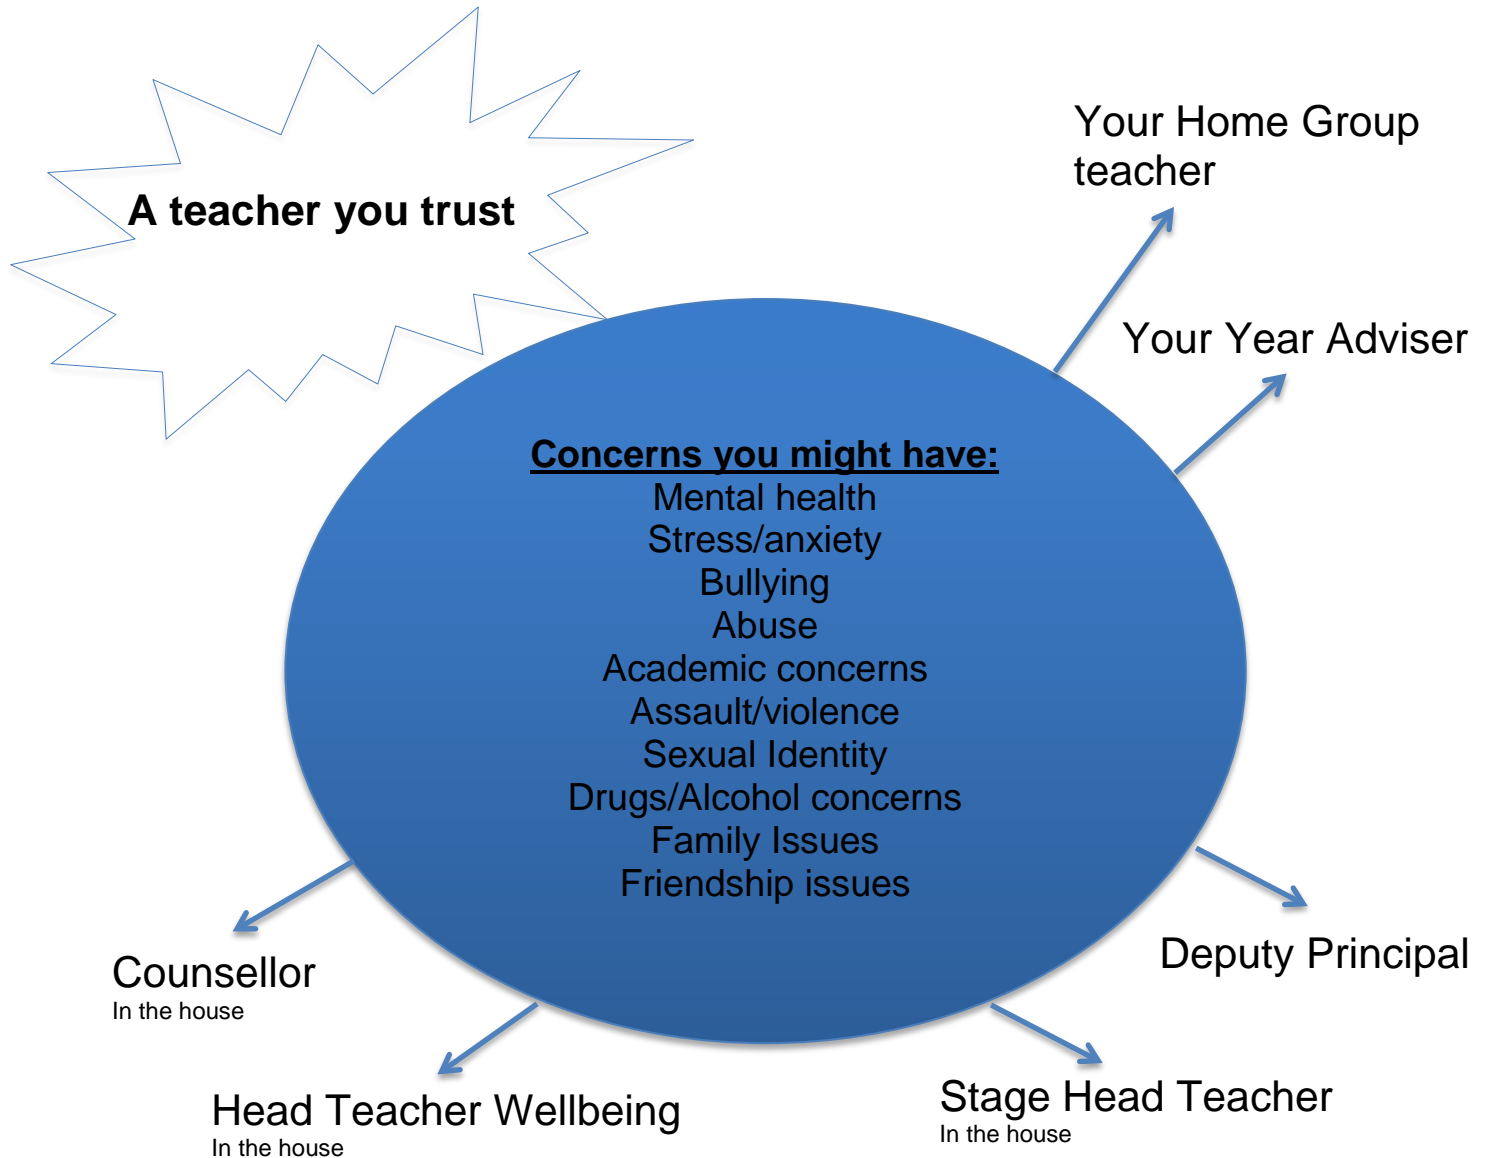 A teacher you trust
Your Home Group
teacher
Your Year Adviser
Concerns you might have:
Mental health
Stress/anxiety
Bullying
Abuse
Academic concerns
Assault/violence
Sexual Identity
Drugs/Alcohol concerns
Family Issues
Friendship issues
Counsellor
In the house
Deputy Principal
Head Teacher Wellbeing
In the house
Stage Head Teacher
In the house